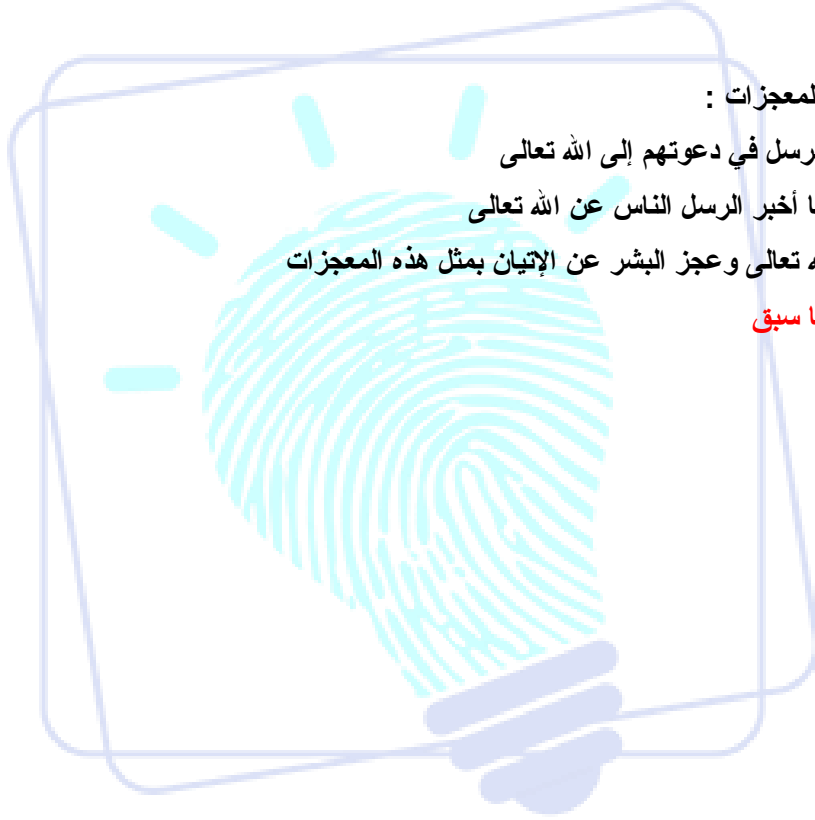 لمعجزات :
رسل في دعوتهم إلى الله تعالى
ا أخبر الرسل الناس عن الله تعالى
ه تعالى وعجز البشر عن الإتيان بمثل هذه المعجزات
ا سبق